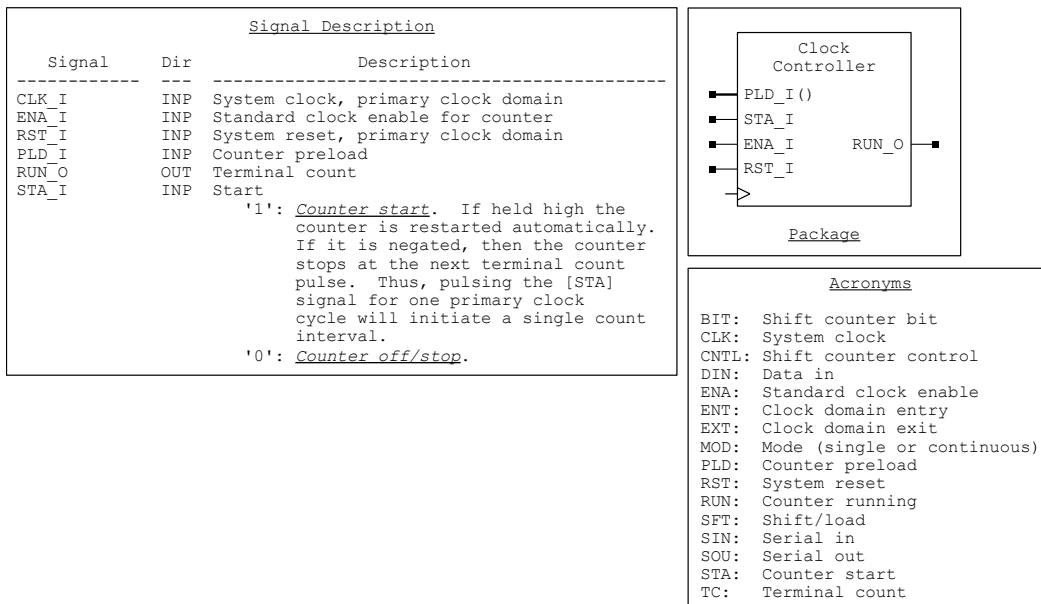 Signal Description
Signal Dir Description
------------ --- --------------------------------------------
CLK_I INP System clock, primary clock domain
ENA_I INP Standard clock enable for counter
RST_I INP System reset, primary clock domain
PLD_I INP Counter preload
RUN_O OUT Terminal count
STA_I INP Start
'1': Counter start. If held high the
counter is restarted automatically.
If it is negated, then the counter
stops at the next terminal count
pulse. Thus, pulsing the [STA]
signal for one primary clock
cycle will initiate a single count
interval.
'0': Counter off/stop.
Clock
Controller
PLD_I()
STA_I
ENA_I RUN_O
RST_I
Package
Acronyms
BIT: Shift counter bit
CLK: System clock
CNTL: Shift counter control
DIN: Data in
ENA: Standard clock enable
ENT: Clock domain entry
EXT: Clock domain exit
MOD: Mode (single or continuous)
PLD: Counter preload
RST: System reset
RUN: Counter running
SFT: Shift/load
SIN: Serial in
SOU: Serial out
STA: Counter start
TC: Terminal count